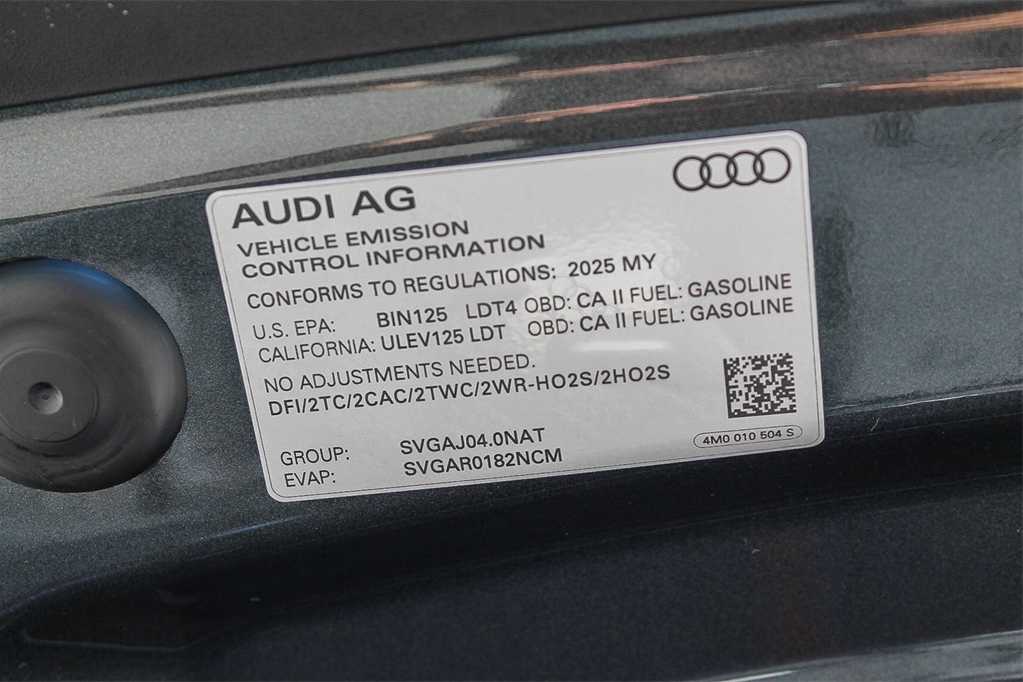 AUDI AG
VEHICLE EMISSION
CONTROL INFORMATION
CONFORMS TO REGULATIONS: 2025 MY
U.S. EPA: BIN125 LDT4 OBD: CA II FUEL: GASOLINE
CALIFORNIA: ULEV125 LDT OBD: CA II FUEL: GASOLINE
NO ADJUSTMENTS NEEDED.
DFI/2TC/2CAC/2TWC/2WR-HO2S/2HO2S
GROUP: SVGAJ04.0NAT
EVAP: SVGAR0182NCM
4M0 010 504 S